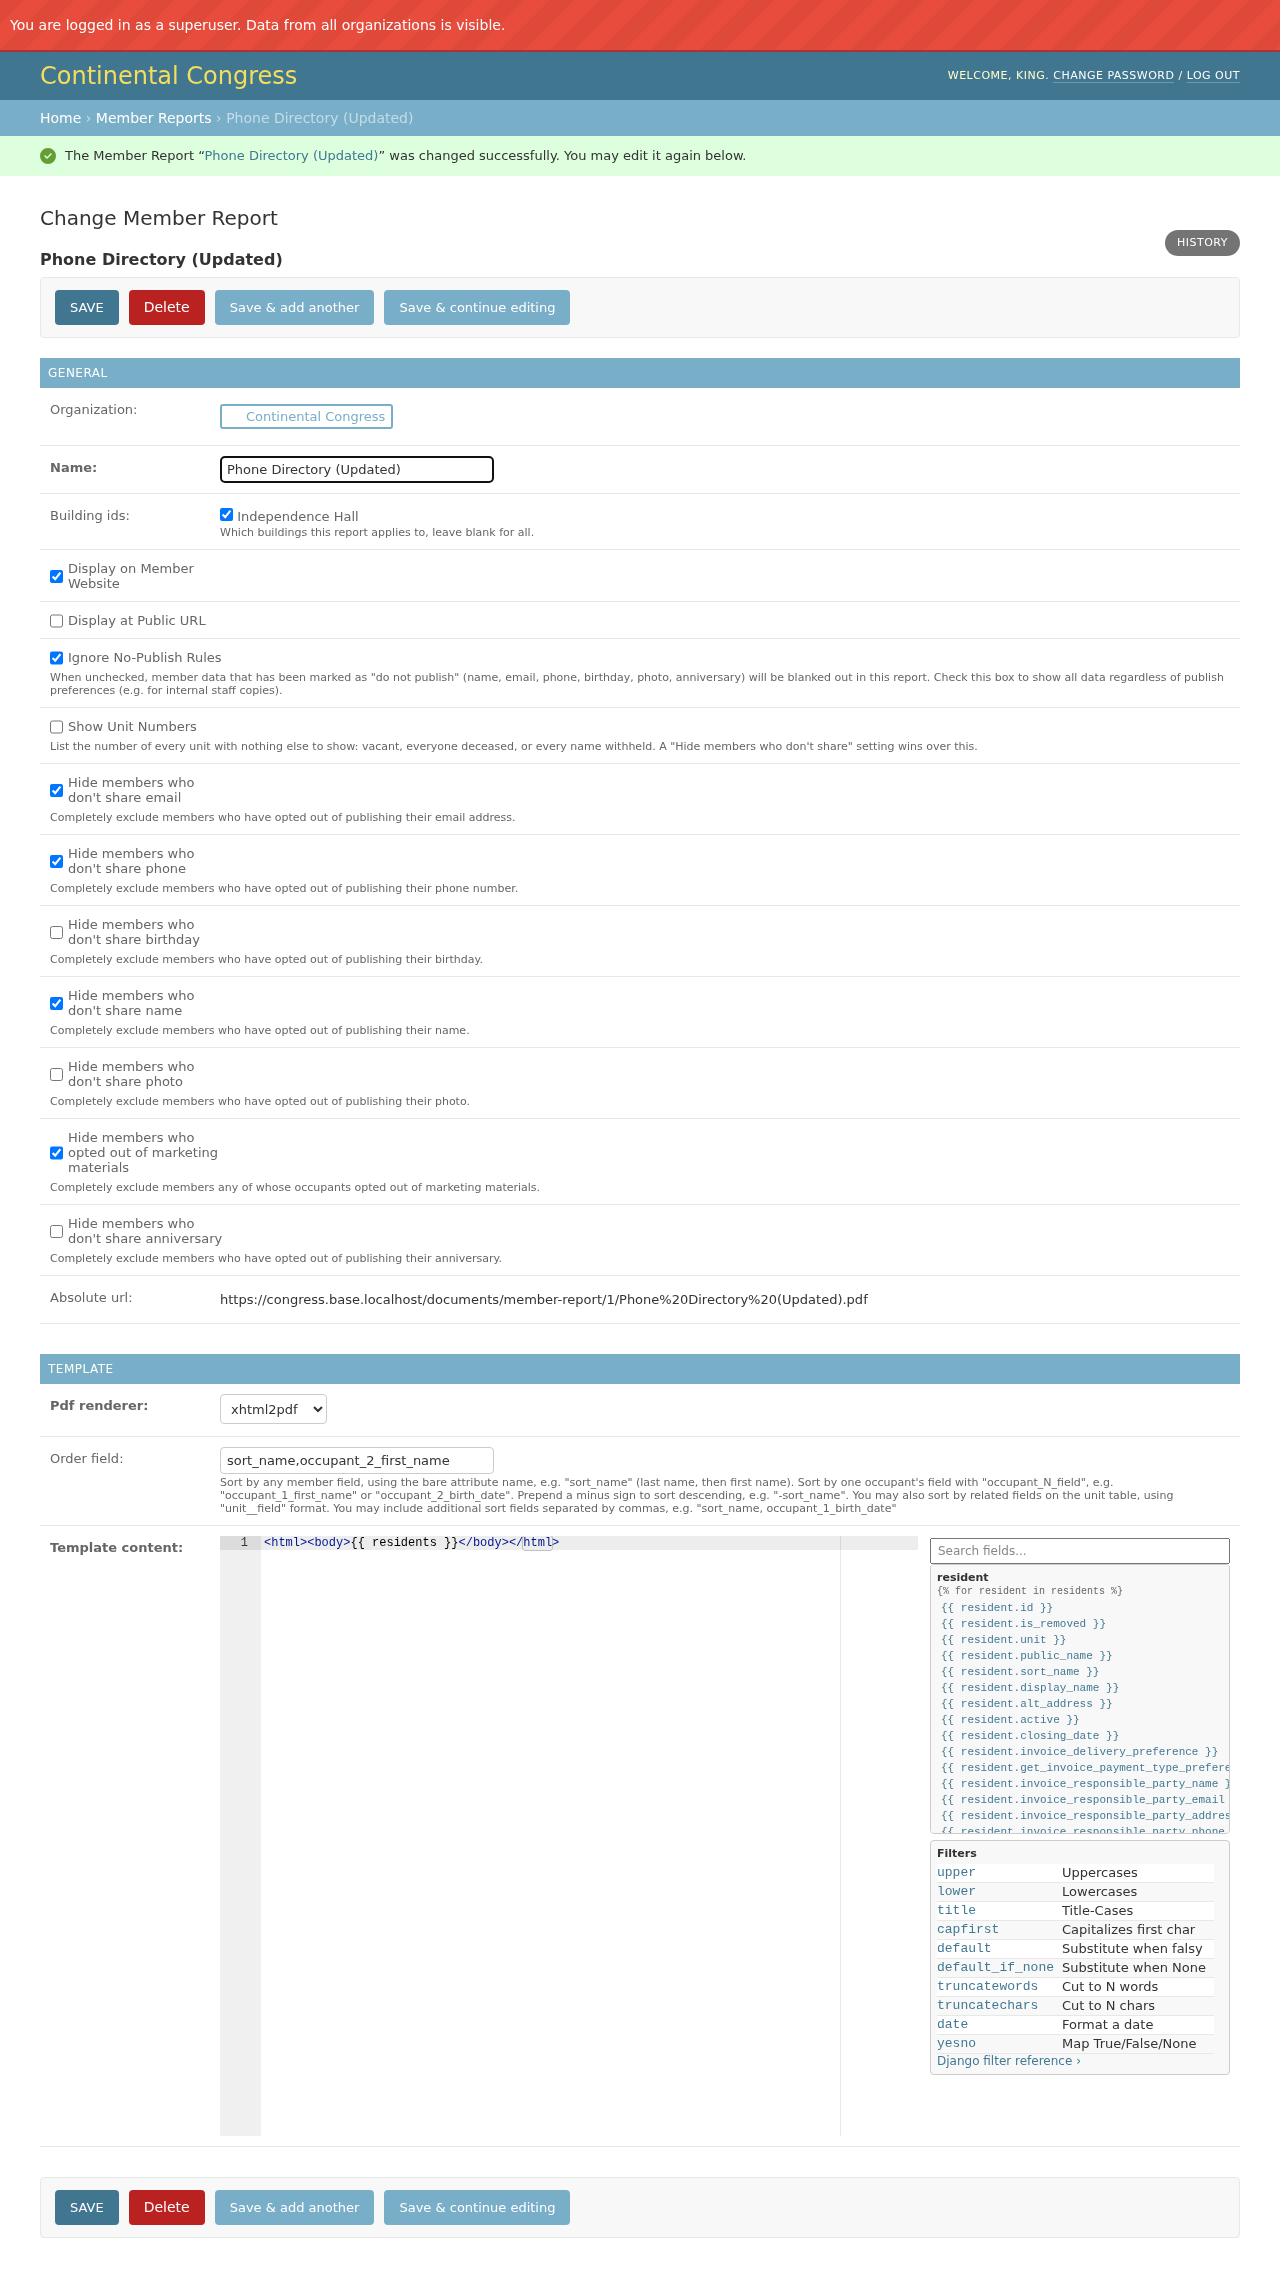 You are logged in as a superuser. Data from all organizations is visible.
Continental Congress
WELCOME, KING. CHANGE PASSWORD / LOG OUT
Home › Member Reports › Phone Directory (Updated)
The Member Report “Phone Directory (Updated)” was changed successfully. You may edit it again below.
Change Member Report
HISTORY
Phone Directory (Updated)
SAVE
Delete
Save & add another
Save & continue editing
GENERAL
Organization:
Continental Congress
Name:
Phone Directory (Updated)
Building ids:
Independence Hall
Which buildings this report applies to, leave blank for all.
Display on Member
Website
Display at Public URL
Ignore No-Publish Rules
When unchecked, member data that has been marked as "do not publish" (name, email, phone, birthday, photo, anniversary) will be blanked out in this report. Check this box to show all data regardless of publish
preferences (e.g. for internal staff copies).
Show Unit Numbers
List the number of every unit with nothing else to show: vacant, everyone deceased, or every name withheld. A "Hide members who don't share" setting wins over this.
Hide members who
don't share email
Completely exclude members who have opted out of publishing their email address.
Hide members who
don't share phone
Completely exclude members who have opted out of publishing their phone number.
Hide members who
don't share birthday
Completely exclude members who have opted out of publishing their birthday.
Hide members who
don't share name
Completely exclude members who have opted out of publishing their name.
Hide members who
don't share photo
Completely exclude members who have opted out of publishing their photo.
Hide members who
opted out of marketing
materials
Completely exclude members any of whose occupants opted out of marketing materials.
Hide members who
don't share anniversary
Completely exclude members who have opted out of publishing their anniversary.
Absolute url:
https://congress.base.localhost/documents/member-report/1/Phone%20Directory%20(Updated).pdf
TEMPLATE
Pdf renderer:
xhtml2pdf
Order field:
sort_name,occupant_2_first_name
Sort by any member field, using the bare attribute name, e.g. "sort_name" (last name, then first name). Sort by one occupant's field with "occupant_N_field", e.g.
"occupant_1_first_name" or "occupant_2_birth_date". Prepend a minus sign to sort descending, e.g. "-sort_name". You may also sort by related fields on the unit table, using
"unit__field" format. You may include additional sort fields separated by commas, e.g. "sort_name, occupant_1_birth_date"
Template content:
1
<html><body>{{ residents }}</body></html>
Search fields...
resident
{% for resident in residents %}
{{ resident.id }}
{{ resident.is_removed }}
{{ resident.unit }}
{{ resident.public_name }}
{{ resident.sort_name }}
{{ resident.display_name }}
{{ resident.alt_address }}
{{ resident.active }}
{{ resident.closing_date }}
{{ resident.invoice_delivery_preference }}
{{ resident.get_invoice_payment_type_prefere
{{ resident.invoice_responsible_party_name }
{{ resident.invoice_responsible_party_email
{{ resident.invoice_responsible_party_addres
{{ resident.invoice_responsible_party_phone
Filters
upper Uppercases
lower Lowercases
title Title-Cases
capfirst Capitalizes first char
default Substitute when falsy
default_if_none Substitute when None
truncatewords Cut to N words
truncatechars Cut to N chars
date Format a date
yesno Map True/False/None
Django filter reference ›
SAVE
Delete
Save & add another
Save & continue editing